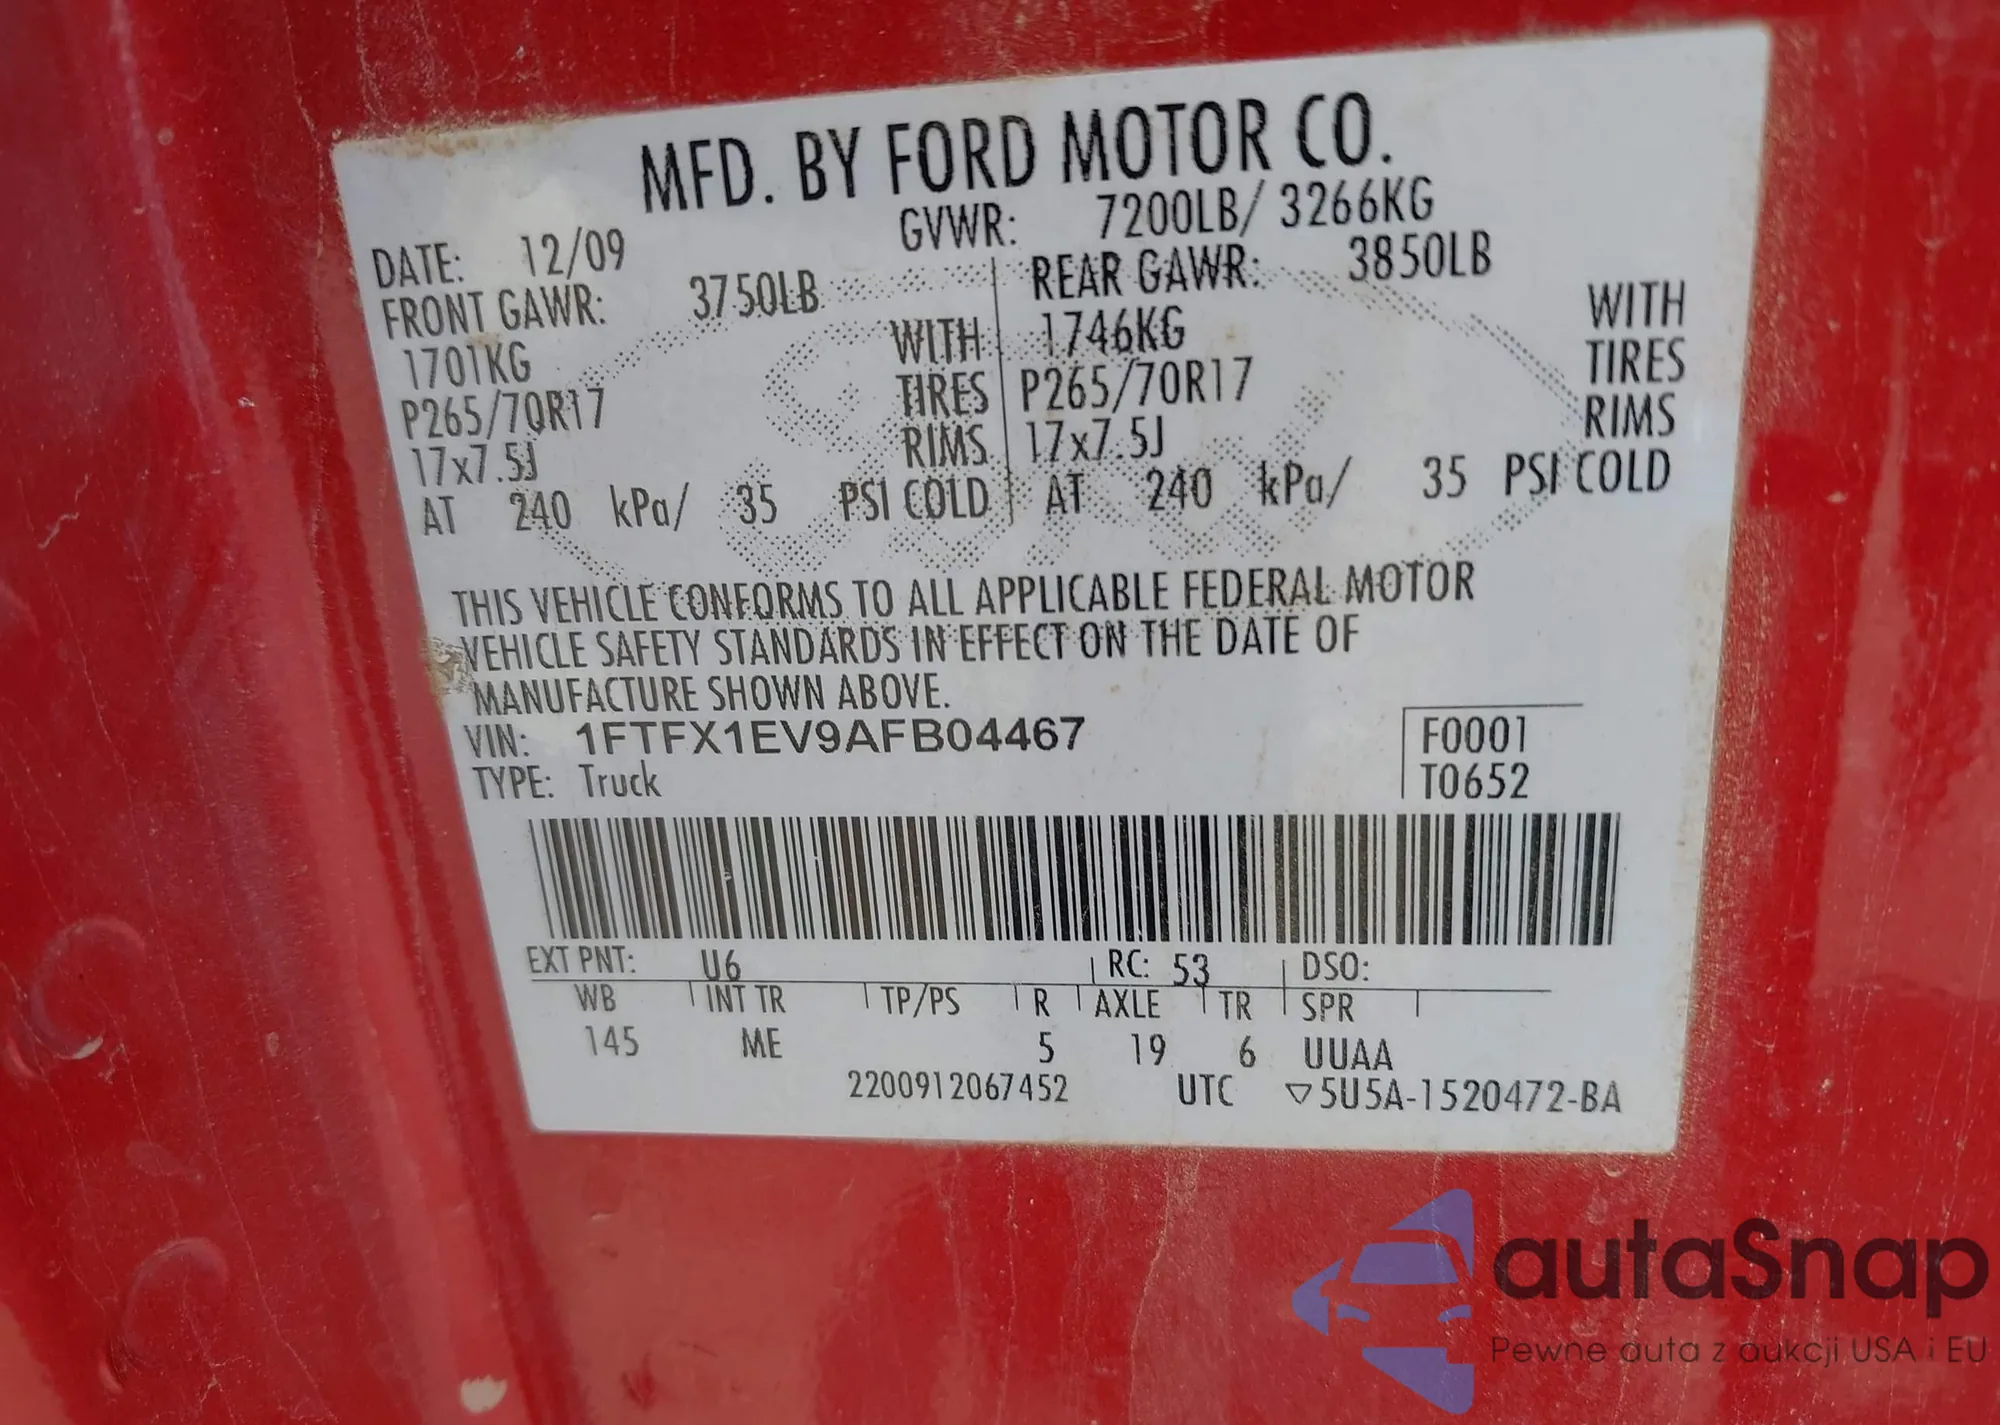 MFD. BY FORD MOTOR CO.
DATE: 12/09 GVWR: 7200LB/ 3266KG
FRONT GAWR: 3750LB REAR GAWR: 3850LB
1701KG WITH 1746KG WITH
P265/70R17 TIRES P265/70R17 TIRES
17x7.5J RIMS 17x7.5J RIMS
AT 240 kPa/ 35 PSI COLD AT 240 kPa/ 35 PSI COLD
THIS VEHICLE CONFORMS TO ALL APPLICABLE FEDERAL MOTOR
VEHICLE SAFETY STANDARDS IN EFFECT ON THE DATE OF
MANUFACTURE SHOWN ABOVE.
VIN: 1FTFX1EV9AFB04467 F0001
TYPE: Truck T0652
EXT PNT: U6 RC: 53 DSO:
WB INT TR TP/PS R AXLE TR SPR
145 ME 5 19 6 UUAA
2200912067452 UTC ▽5U5A-1520472-BA
autaSnap
Pewne auta z aukcji USA i EU